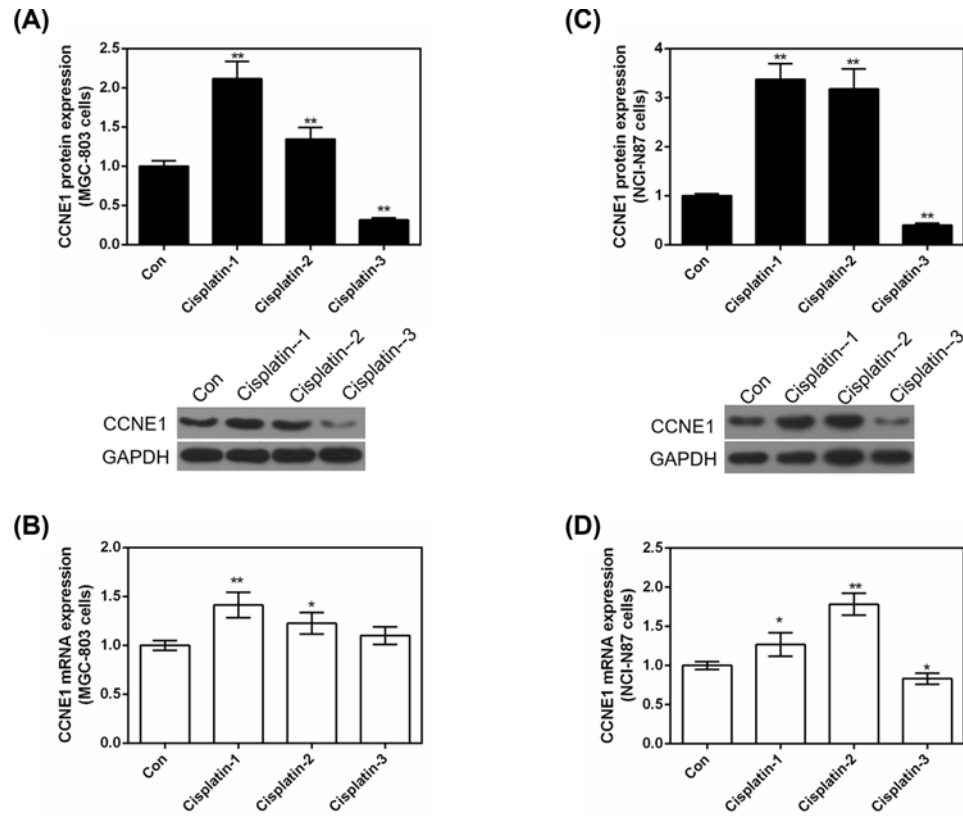 (A)
CCNE1 protein expression
(MGC-803 cells)
2.5
2.0
1.5
1.0
0.5
0.0
**
**
**
Con
Cisplatin-1
Cisplatin-2
Cisplatin-3
Con
Cisplatin--1
Cisplatin--2
Cisplatin--3
CCNE1
GAPDH
(B)
CCNE1 mRNA expression
(MGC-803 cells)
2.0
1.5
1.0
0.5
0.0
**
*
Con
Cisplatin-1
Cisplatin-2
Cisplatin-3
(C)
CCNE1 protein expression
(NCI-N87 cells)
4
3
2
1
0
**
**
**
Con
Cisplatin-1
Cisplatin-2
Cisplatin-3
Con
Cisplatin--1
Cisplatin--2
Cisplatin--3
CCNE1
GAPDH
(D)
CCNE1 mRNA expression
(NCI-N87 cells)
2.5
2.0
1.5
1.0
0.5
0.0
*
**
*
Con
Cisplatin-1
Cisplatin-2
Cisplatin-3